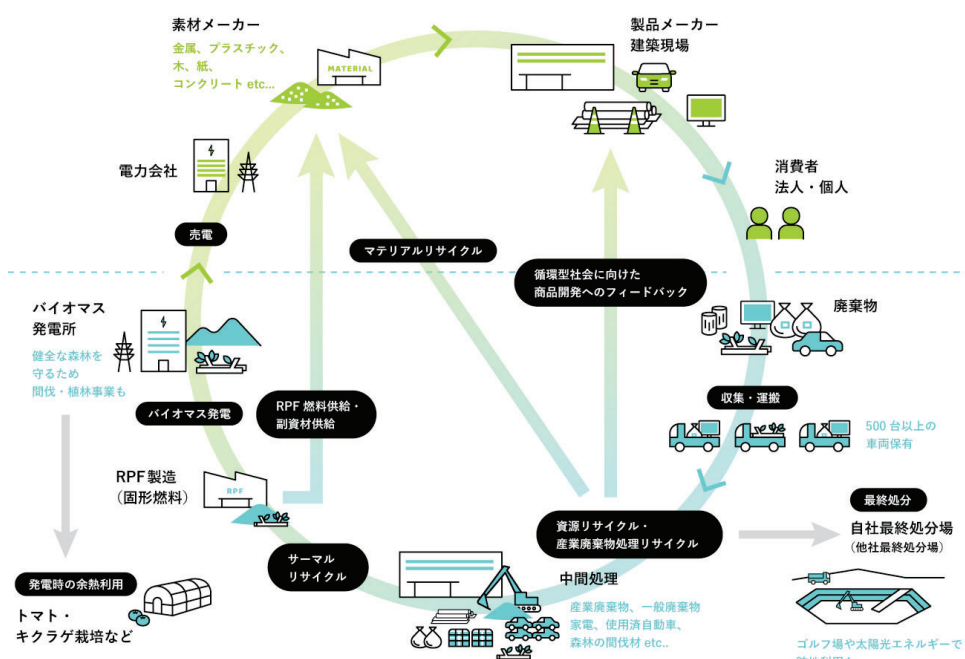 素材メーカー
金属、プラスチック、
木、紙、
コンクリート etc...
MATERIAL
製品メーカー
建築現場
電力会社
消費者
法人・個人
売電
マテリアルリサイクル
循環型社会に向けた
商品開発へのフィードバック
バイオマス
発電所
健全な森林を
守るため
間伐・植林事業も
廃棄物
バイオマス発電
RPF 燃料供給・
副資材供給
収集・運搬
500 台以上の
車両保有
RPF 製造
(固形燃料)
RPF
最終処分
自社最終処分場
(他社最終処分場)
資源リサイクル・
産業廃棄物処理リサイクル
サーマル
リサイクル
中間処理
産業廃棄物、一般廃棄物
家電、使用済自動車、
森林の間伐材 etc..
発電時の余熱利用
トマト・
キクラゲ栽培など
ゴルフ場や太陽光エネルギーで